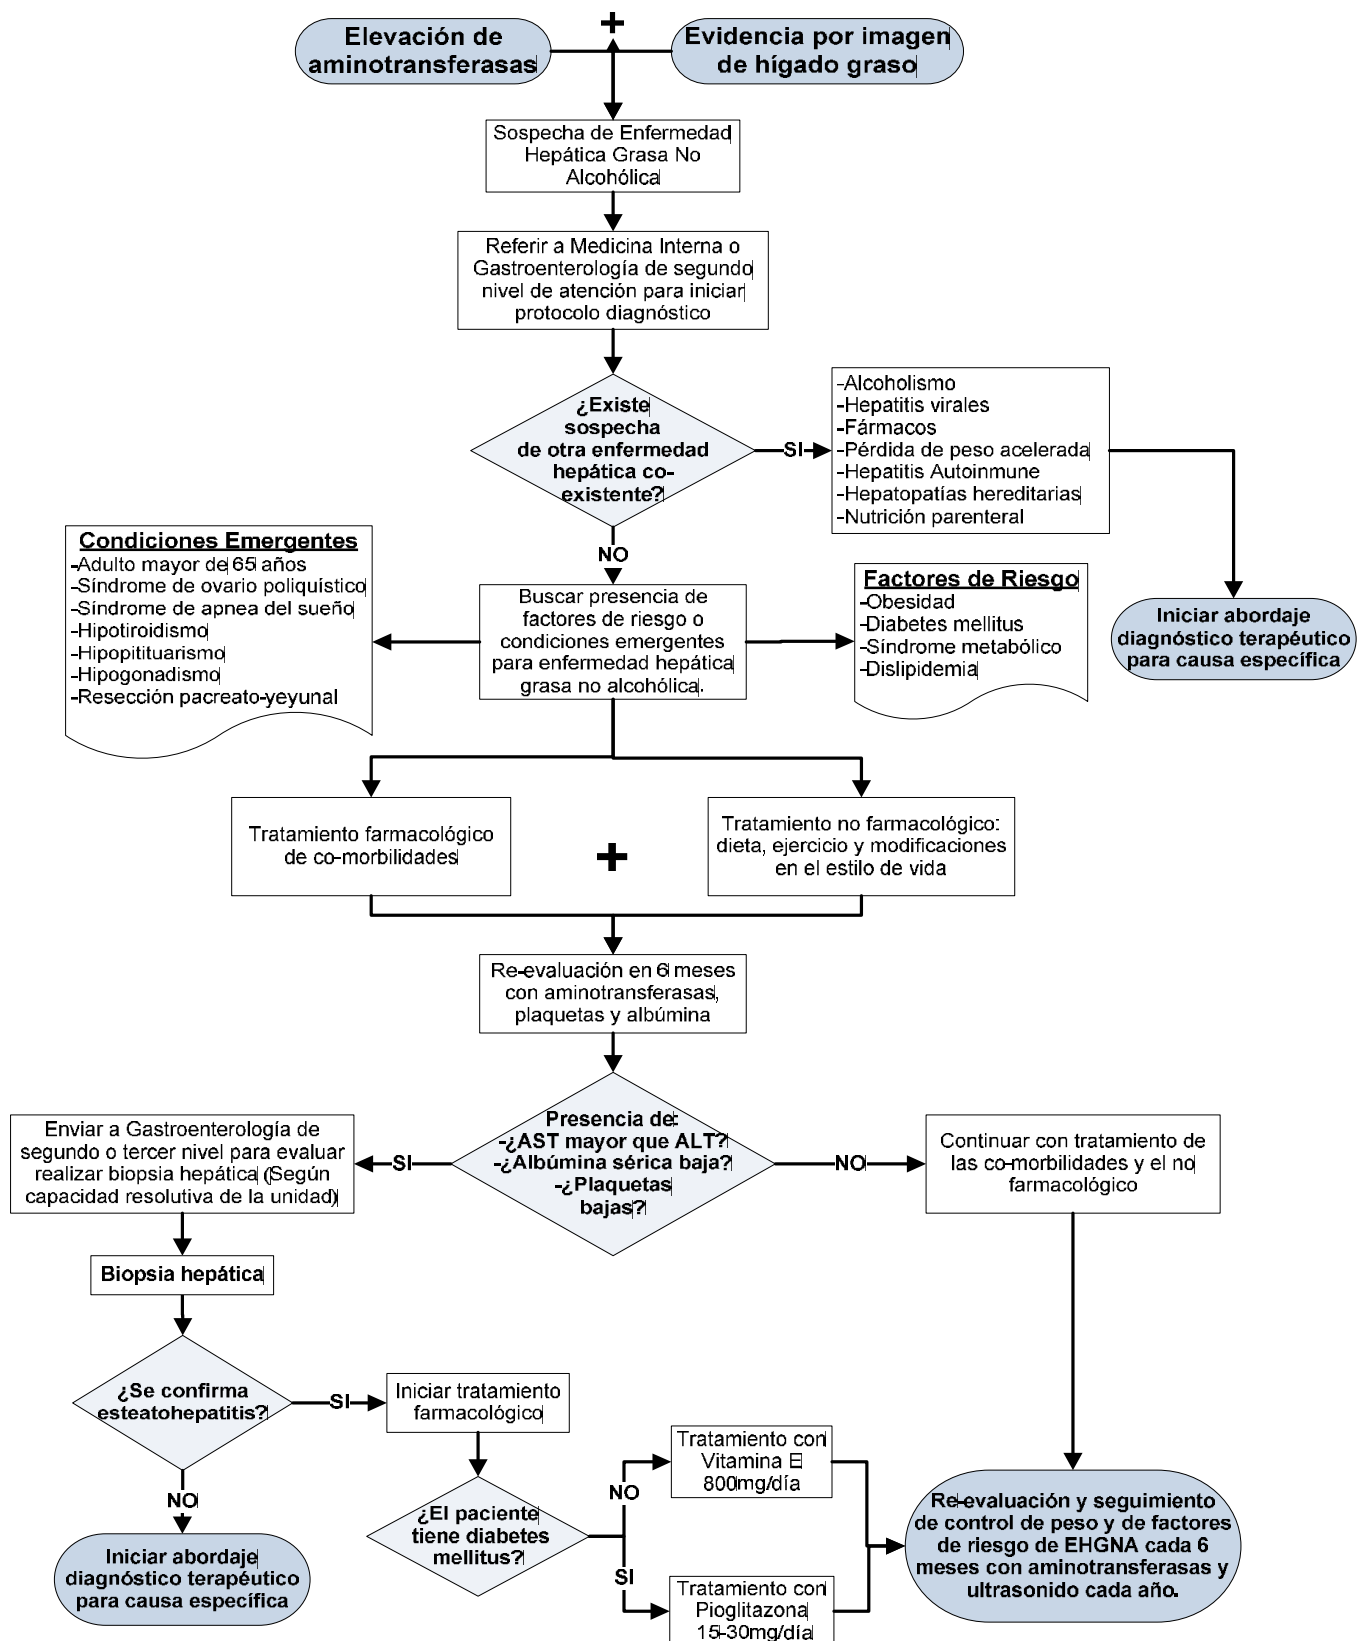 +
Elevación de
aminotransferasas
Evidencia por imagen
de hígado graso
Sospecha de Enfermedad
Hepática Grasa No
Alcohólica
Referir a Medicina Interna o
Gastroenterología de segundo
nivel de atención para iniciar
protocolo diagnóstico
¿Existe
sospecha
de otra enfermedad
hepática co-
existente?
SI
-Alcoholismo
-Hepatitis virales
-Fármacos
-Pérdida de peso acelerada
-Hepatitis Autoinmune
-Hepatopatías hereditarias
-Nutrición parenteral
Iniciar abordaje
diagnóstico terapéutico
para causa específica
NO
Condiciones Emergentes
-Adulto mayor de 65 años
-Síndrome de ovario poliquístico
-Síndrome de apnea del sueño
-Hipotiroidismo
-Hipopitituarismo
-Hipogonadismo
-Resección pacreato-yeyunal
Buscar presencia de
factores de riesgo o
condiciones emergentes
para enfermedad hepática
grasa no alcohólica.
Factores de Riesgo
-Obesidad
-Diabetes mellitus
-Síndrome metabólico
-Dislipidemia
Tratamiento farmacológico
de co-morbilidades
+
Tratamiento no farmacológico:
dieta, ejercicio y modificaciones
en el estilo de vida
Re-evaluación en 6 meses
con aminotransferasas,
plaquetas y albúmina
Presencia de:
-¿AST mayor que ALT?
-¿Albúmina sérica baja?
-¿Plaquetas
bajas?
SI
Enviar a Gastroenterología de
segundo o tercer nivel para evaluar
realizar biopsia hepática (Según
capacidad resolutiva de la unidad)
NO
Continuar con tratamiento de
las co-morbilidades y el no
farmacológico
Biopsia hepática
¿Se confirma
esteatohepatitis?
SI
Iniciar tratamiento
farmacológico
NO
Iniciar abordaje
diagnóstico terapéutico
para causa específica
¿El paciente
tiene diabetes
mellitus?
NO
Tratamiento con
Vitamina E
800mg/día
SI
Tratamiento con
Pioglitazona
15-30mg/día
Re-evaluación y seguimiento
de control de peso y de factores
de riesgo de EHGNA cada 6
meses con aminotransferasas y
ultrasonido cada año.